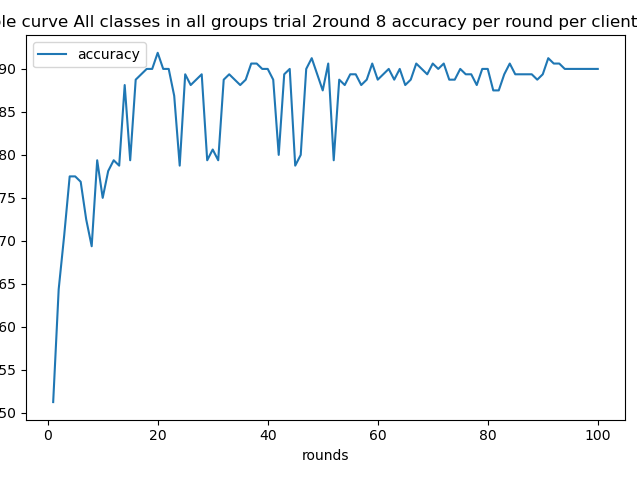 le curve All classes in all groups trial 2round 8 accuracy per round per client
accuracy
90
85
80
75
70
65
60
55
50
0 20 40 60 80 100
rounds